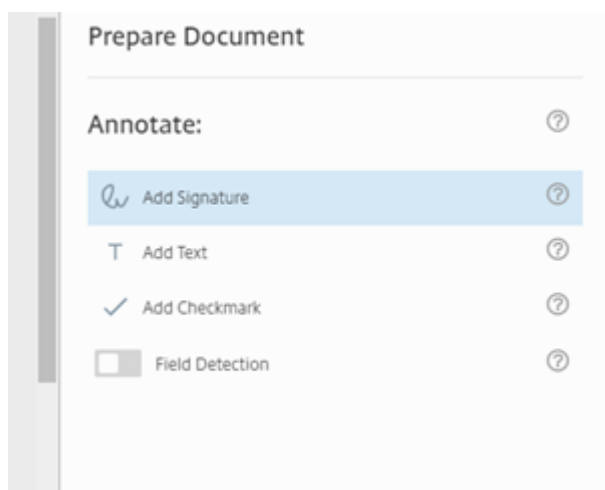 Prepare Document
Annotate:
Add Signature
T Add Text
Add Checkmark
Field Detection